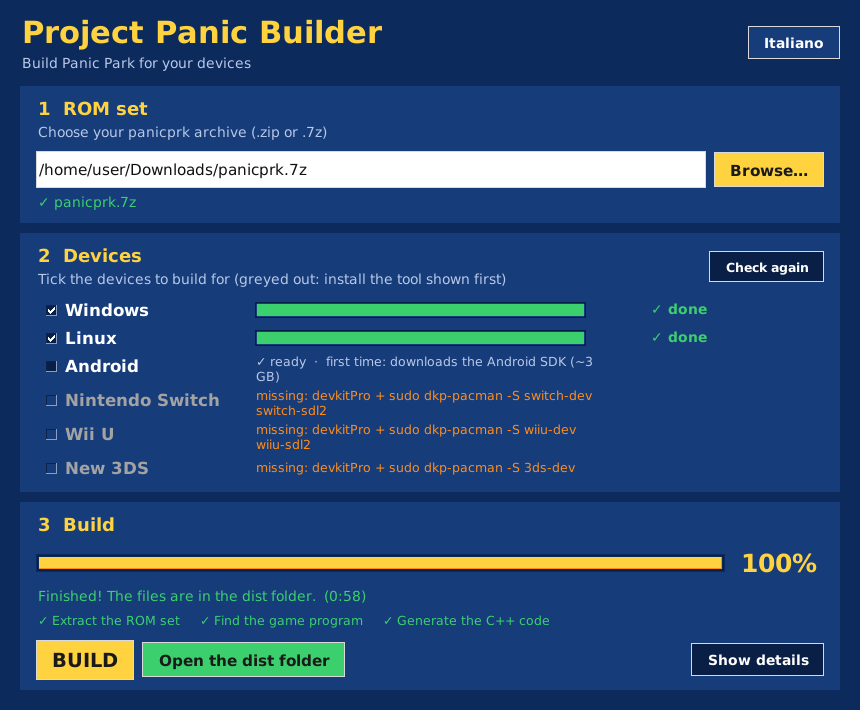 Project Panic Builder
Build Panic Park for your devices
Italiano
1 ROM set
Choose your panicprk archive (.zip or .7z)
/home/user/Downloads/panicprk.7z
Browse...
✓ panicprk.7z
2 Devices
Tick the devices to build for (greyed out: install the tool shown first)
Check again
Windows
✓ done
Linux
✓ done
Android
✓ ready · first time: downloads the Android SDK (~3
GB)
Nintendo Switch
missing: devkitPro + sudo dkp-pacman -S switch-dev
switch-sdl2
Wii U
missing: devkitPro + sudo dkp-pacman -S wiiu-dev
wiiu-sdl2
New 3DS
missing: devkitPro + sudo dkp-pacman -S 3ds-dev
3 Build
100%
Finished! The files are in the dist folder. (0:58)
✓ Extract the ROM set ✓ Find the game program ✓ Generate the C++ code
BUILD
Open the dist folder
Show details